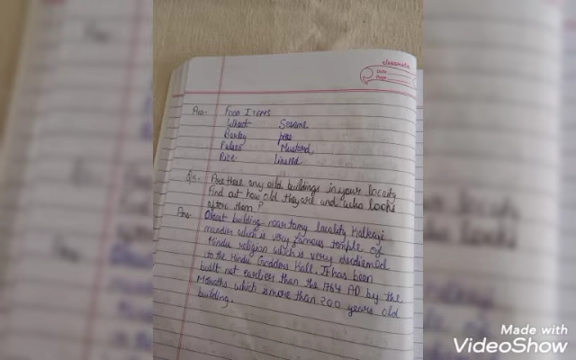 classmate
Date
Page
Ans- Food Items
Wheat Sesame
Barley pea
Pulses Mustard
Rice linseed
Q5. Are there any old buildings in your locality
Find out how old they are and who looks
after them?
Ans- building near to my locality Kalkaji
mandir which is very famous temple of
Hindu religion which is very
to the Hindu Goddess Kali. It has been
built not earlier than the 1764 AD by the
which is more than 200 years old
building.
Made with
VideoShow